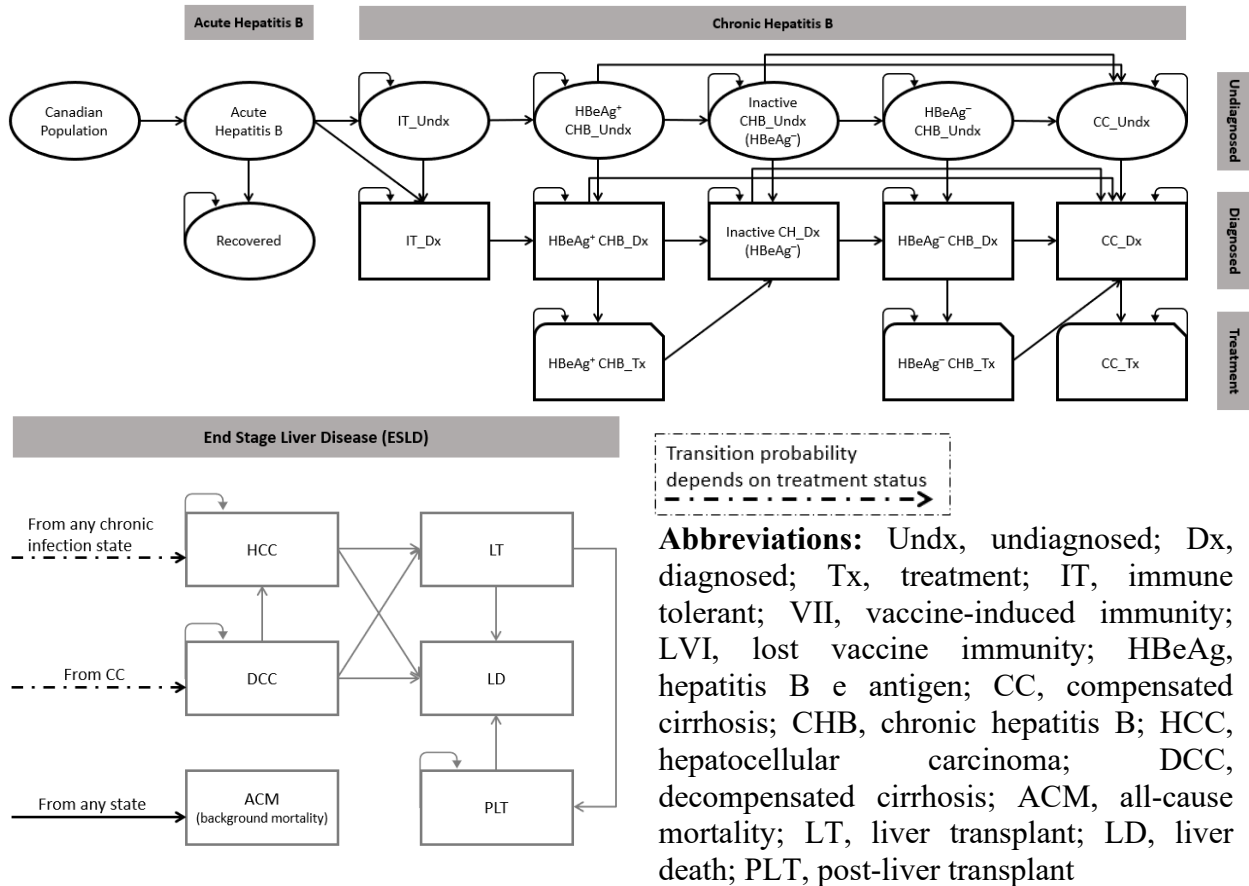 Acute Hepatitis B
Chronic Hepatitis B
Canadian
Population
Acute
Hepatitis B
IT_Undx
HBeAg⁺
CHB_Undx
Inactive
CHB_Undx
(HBeAg⁻)
HBeAg⁻
CHB_Undx
CC_Undx
Undiagnosed
Recovered
IT_Dx
HBeAg⁺ CHB_Dx
Inactive CH_Dx
(HBeAg⁻)
HBeAg⁻ CHB_Dx
CC_Dx
Diagnosed
HBeAg⁺ CHB_Tx
HBeAg⁻ CHB_Tx
CC_Tx
Treatment
End Stage Liver Disease (ESLD)
From any chronic
infection state
HCC
LT
From CC
DCC
LD
From any state
ACM
(background mortality)
PLT
Transition probability
depends on treatment status
Abbreviations: Undx, undiagnosed; Dx,
diagnosed; Tx, treatment; IT, immune
tolerant; VII, vaccine-induced immunity;
LVI, lost vaccine immunity; HBeAg,
hepatitis B e antigen; CC, compensated
cirrhosis; CHB, chronic hepatitis B; HCC,
hepatocellular carcinoma; DCC,
decompensated cirrhosis; ACM, all-cause
mortality; LT, liver transplant; LD, liver
death; PLT, post-liver transplant